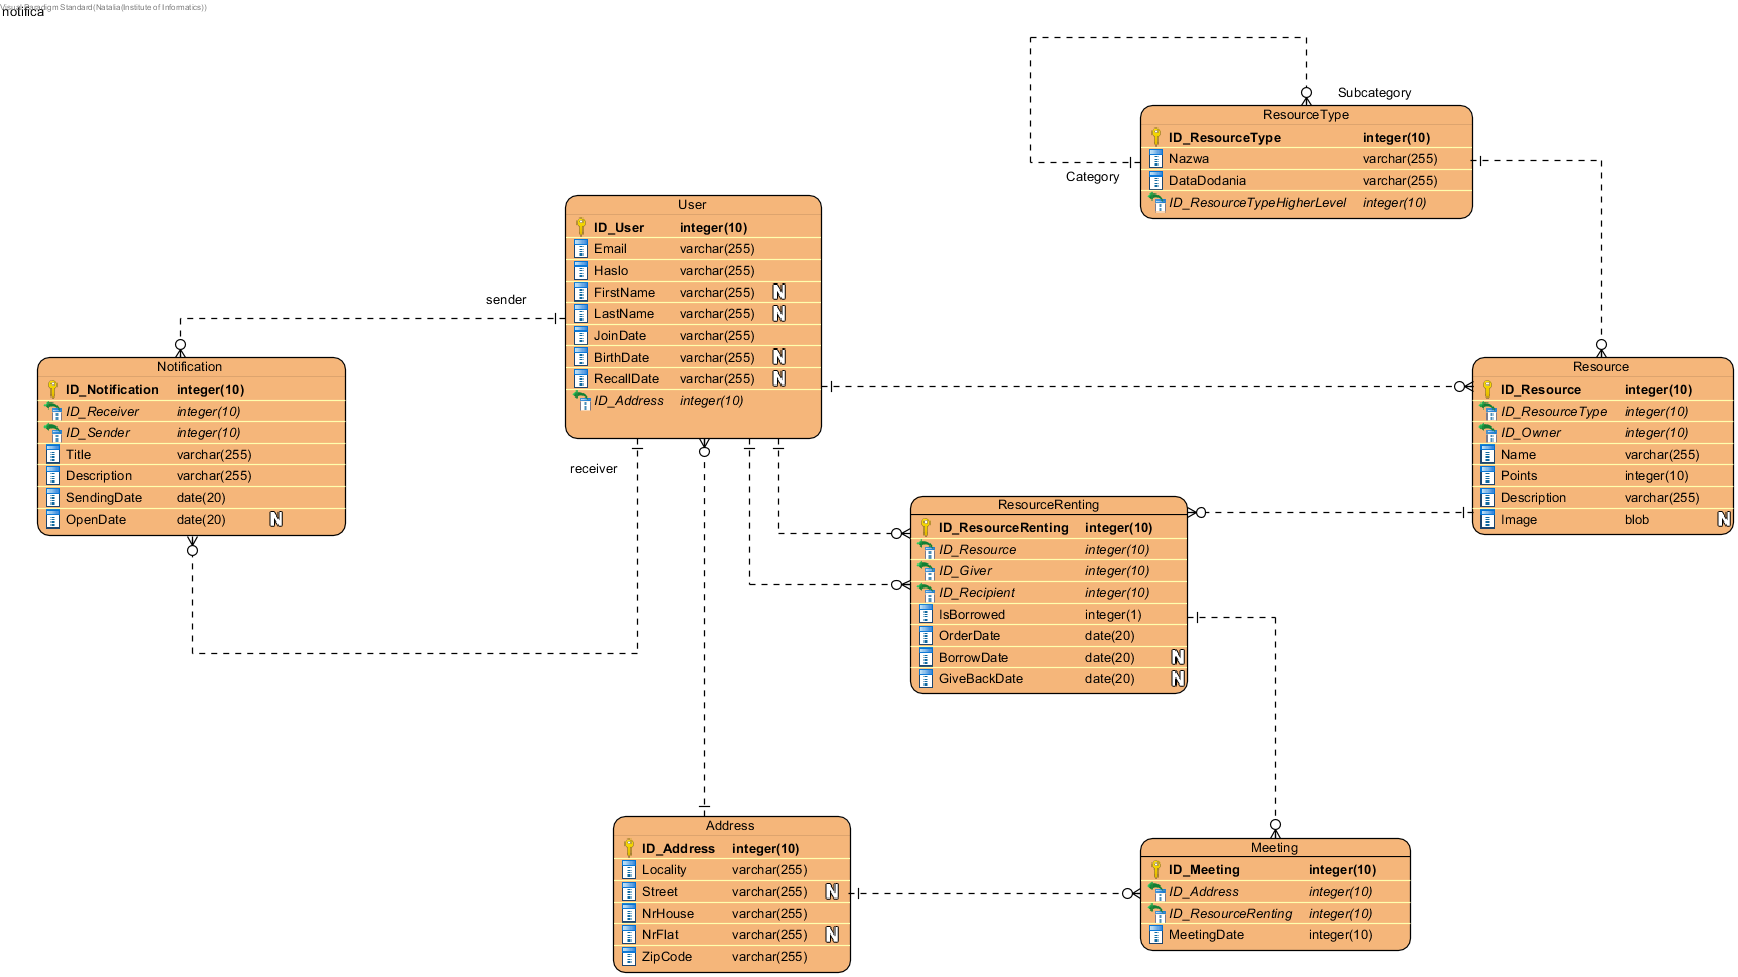 Visual Paradigm Standard(Natalia(Institute of Informatics))
notifica
Subcategory
Category
ResourceType
ID_ResourceType integer(10)
Nazwa varchar(255)
DataDodania varchar(255)
ID_ResourceTypeHigherLevel integer(10)
User
ID_User integer(10)
Email varchar(255)
Haslo varchar(255)
FirstName varchar(255) N
LastName varchar(255) N
JoinDate varchar(255)
BirthDate varchar(255) N
RecallDate varchar(255) N
ID_Address integer(10)
sender
receiver
Notification
ID_Notification integer(10)
ID_Receiver integer(10)
ID_Sender integer(10)
Title varchar(255)
Description varchar(255)
SendingDate date(20)
OpenDate date(20) N
Resource
ID_Resource integer(10)
ID_ResourceType integer(10)
ID_Owner integer(10)
Name varchar(255)
Points integer(10)
Description varchar(255)
Image blob N
ResourceRenting
ID_ResourceRenting integer(10)
ID_Resource integer(10)
ID_Giver integer(10)
ID_Recipient integer(10)
IsBorrowed integer(1)
OrderDate date(20)
BorrowDate date(20) N
GiveBackDate date(20) N
Address
ID_Address integer(10)
Locality varchar(255)
Street varchar(255) N
NrHouse varchar(255)
NrFlat varchar(255) N
ZipCode varchar(255)
Meeting
ID_Meeting integer(10)
ID_Address integer(10)
ID_ResourceRenting integer(10)
MeetingDate integer(10)